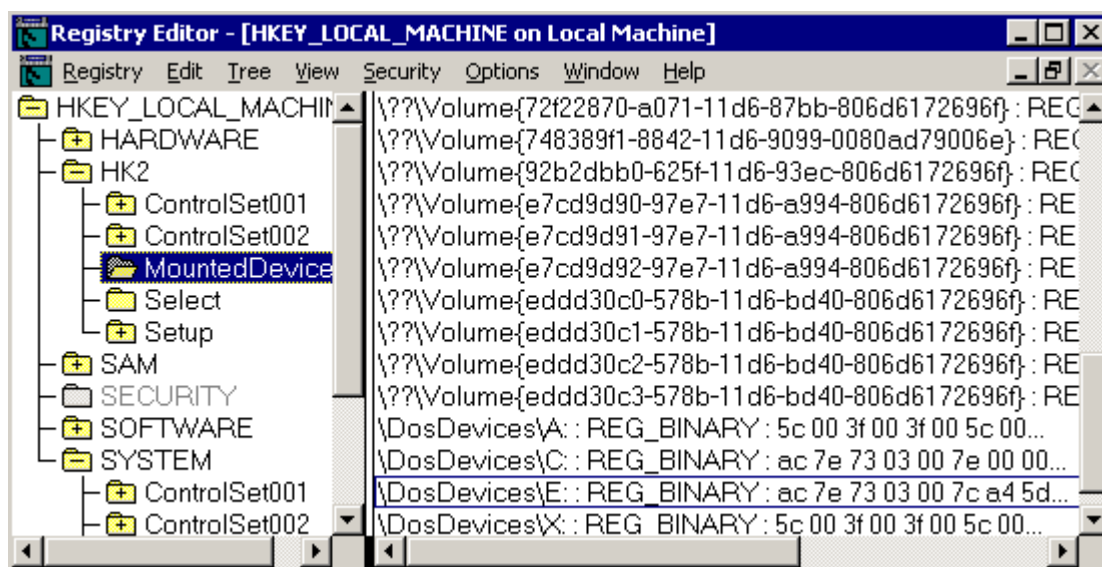 Registry Editor - [HKEY_LOCAL_MACHINE on Local Machine]
Registry Edit Tree View Security Options Window Help
HKEY_LOCAL_MACHIN
HARDWARE
HK2
ControlSet001
ControlSet002
MountedDevice
Select
Setup
SAM
SECURITY
SOFTWARE
SYSTEM
ControlSet001
ControlSet002
\??\Volume{72f22870-a071-11d6-87bb-806d6172696f} : REG
\??\Volume{748389f1-8842-11d6-9099-0080ad79006e} : REG
\??\Volume{92b2dbb0-625f-11d6-93ec-806d6172696f} : REG
\??\Volume{e7cd9d90-97e7-11d6-a994-806d6172696f} : RE
\??\Volume{e7cd9d91-97e7-11d6-a994-806d6172696f} : RE
\??\Volume{e7cd9d92-97e7-11d6-a994-806d6172696f} : RE
\??\Volume{eddd30c0-578b-11d6-bd40-806d6172696f} : RE
\??\Volume{eddd30c1-578b-11d6-bd40-806d6172696f} : RE
\??\Volume{eddd30c2-578b-11d6-bd40-806d6172696f} : RE
\??\Volume{eddd30c3-578b-11d6-bd40-806d6172696f} : RE
\DosDevices\A: : REG_BINARY : 5c 00 3f 00 3f 00 5c 00...
\DosDevices\C: : REG_BINARY : ac 7e 73 03 00 7e 00 00...
\DosDevices\E: : REG_BINARY : ac 7e 73 03 00 7c a4 5d...
\DosDevices\X: : REG_BINARY : 5c 00 3f 00 3f 00 5c 00...